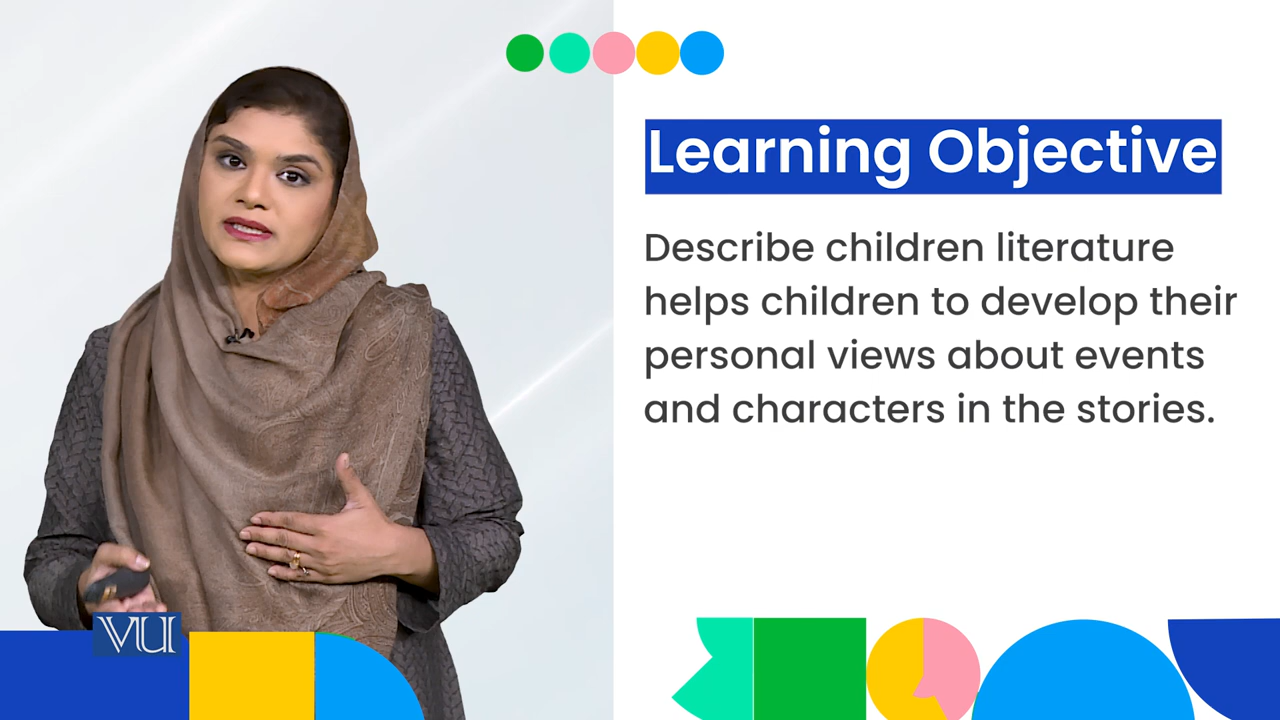 Learning Objective
Describe children literature
helps children to develop their
personal views about events
and characters in the stories.
VU